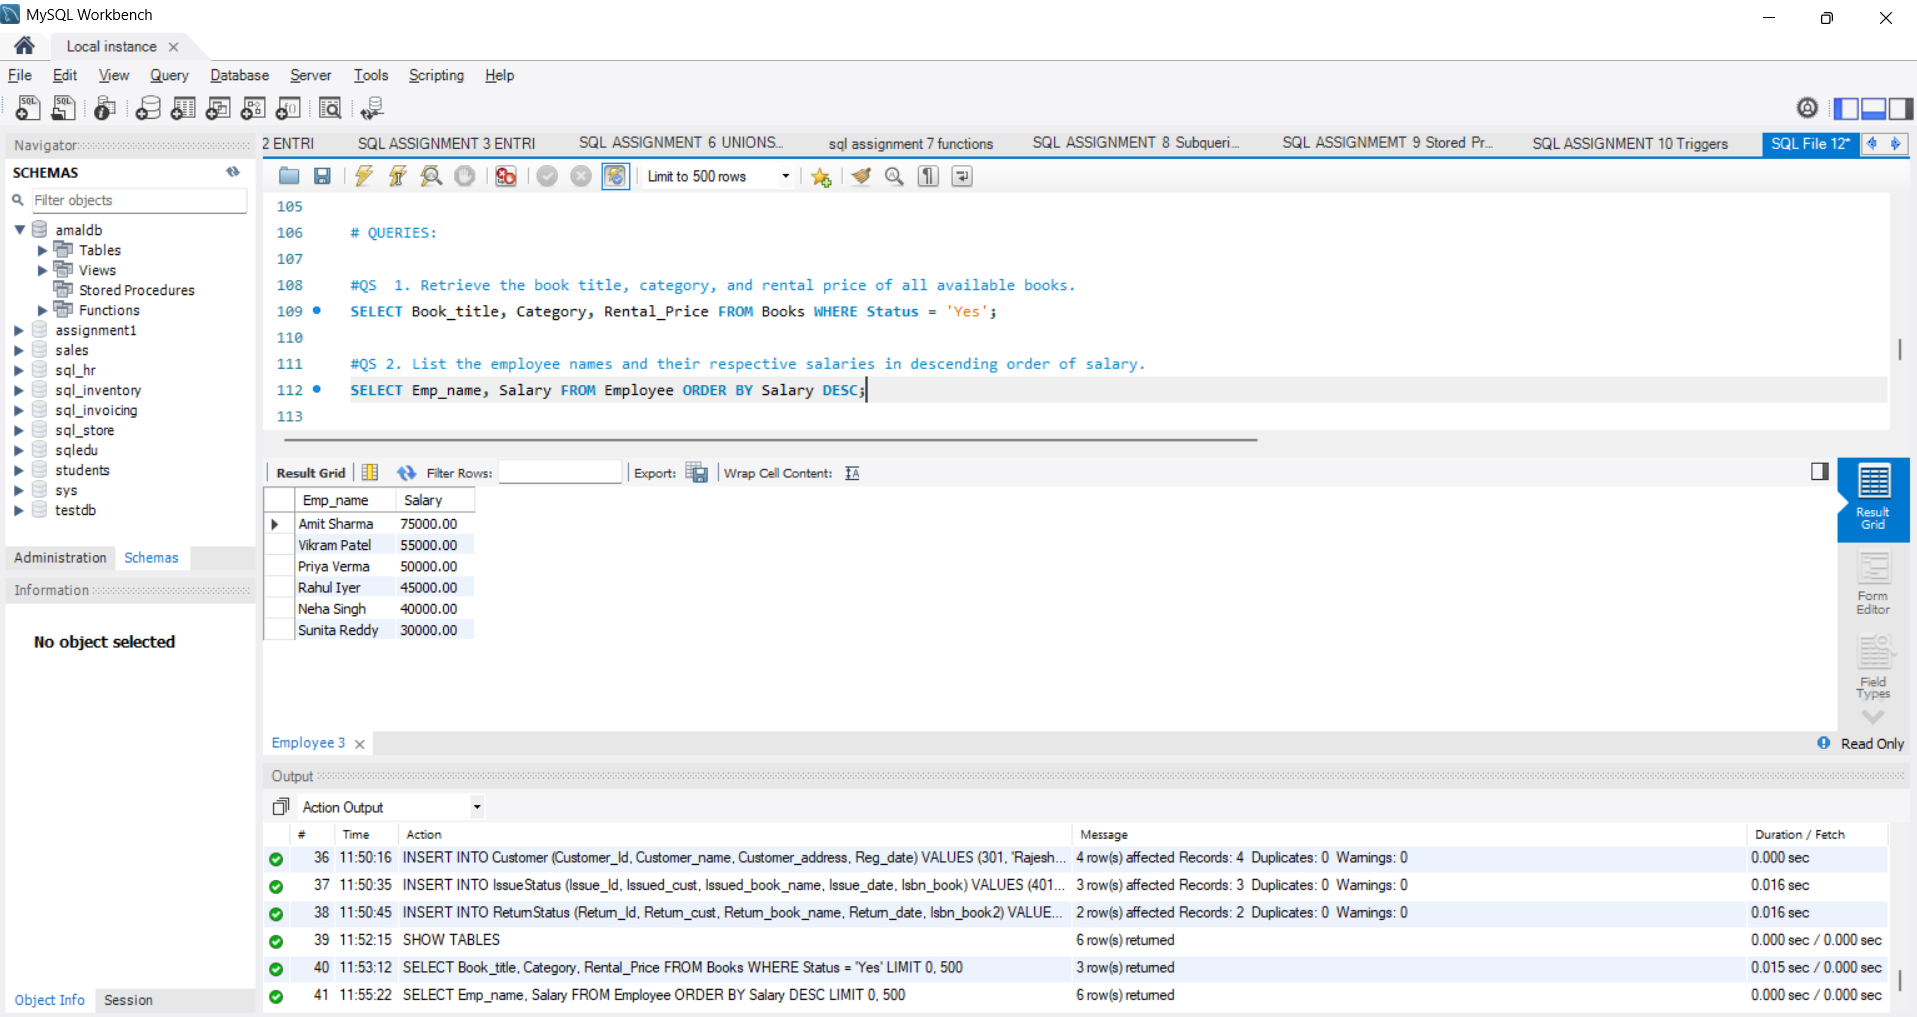 MySQL Workbench
Local instance
File Edit View Query Database Server Tools Scripting Help
Navigator
SCHEMAS
Filter objects
amaldb
Tables
Views
Stored Procedures
Functions
assignment1
sales
sql_hr
sql_inventory
sql_invoicing
sql_store
sqledu
students
sys
testdb
Administration Schemas
Information
No object selected
Object Info Session
2 ENTRI SQL ASSIGNMENT 3 ENTRI SQL ASSIGNMENT 6 UNIONS... sql assignment 7 functions SQL ASSIGNMENT 8 Subqueri... SQL ASSIGNMEMT 9 Stored Pr... SQL ASSIGNMENT 10 Triggers SQL File 12*
Limit to 500 rows
105
106 # QUERIES:
107
108 #QS 1. Retrieve the book title, category, and rental price of all available books.
109 SELECT Book_title, Category, Rental_Price FROM Books WHERE Status = 'Yes';
110
111 #QS 2. List the employee names and their respective salaries in descending order of salary.
112 SELECT Emp_name, Salary FROM Employee ORDER BY Salary DESC;
113
Result Grid Filter Rows: Export: Wrap Cell Content:
Emp_name Salary
Amit Sharma 75000.00
Vikram Patel 55000.00
Priya Verma 50000.00
Rahul Iyer 45000.00
Neha Singh 40000.00
Sunita Reddy 30000.00
Result
Grid
Form
Editor
Field
Types
Employee 3 Read Only
Output
Action Output
# Time Action Message Duration / Fetch
36 11:50:16 INSERT INTO Customer (Customer_Id, Customer_name, Customer_address, Reg_date) VALUES (301, 'Rajesh... 4 row(s) affected Records: 4 Duplicates: 0 Warnings: 0 0.000 sec
37 11:50:35 INSERT INTO IssueStatus (Issue_Id, Issued_cust, Issued_book_name, Issue_date, Isbn_book) VALUES (401... 3 row(s) affected Records: 3 Duplicates: 0 Warnings: 0 0.016 sec
38 11:50:45 INSERT INTO ReturnStatus (Return_Id, Return_cust, Return_book_name, Return_date, Isbn_book2) VALUE... 2 row(s) affected Records: 2 Duplicates: 0 Warnings: 0 0.016 sec
39 11:52:15 SHOW TABLES 6 row(s) returned 0.000 sec / 0.000 sec
40 11:53:12 SELECT Book_title, Category, Rental_Price FROM Books WHERE Status = 'Yes' LIMIT 0, 500 3 row(s) returned 0.015 sec / 0.000 sec
41 11:55:22 SELECT Emp_name, Salary FROM Employee ORDER BY Salary DESC LIMIT 0, 500 6 row(s) returned 0.000 sec / 0.000 sec